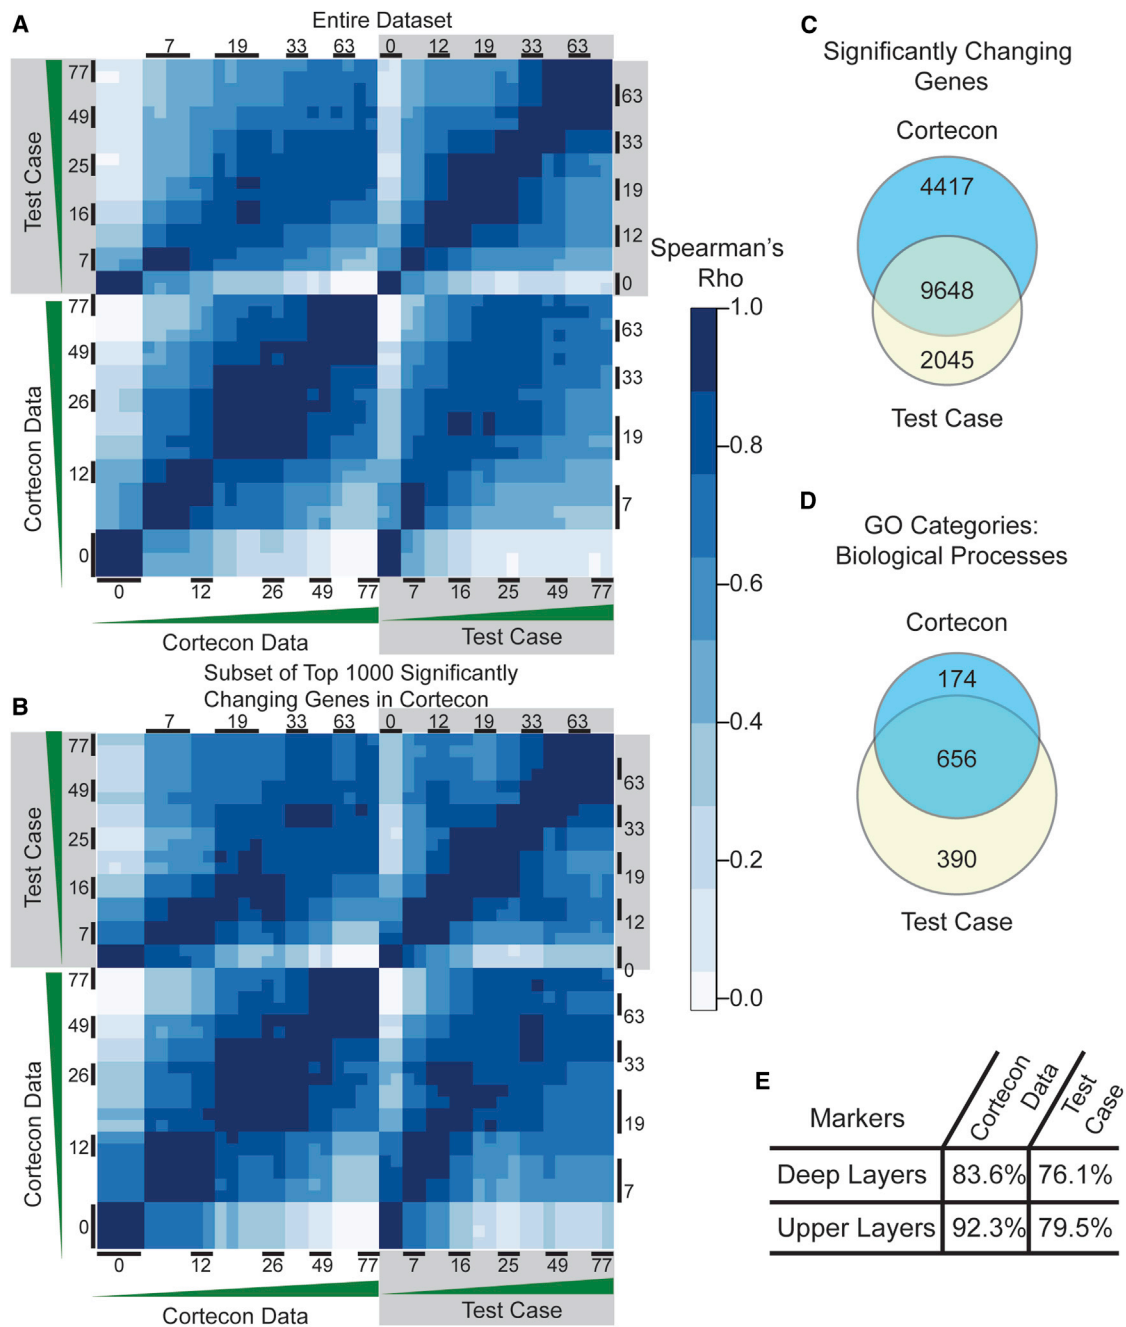 A
Entire Dataset
7 19 33 63 0 12 19 33 63
77
49
25
16
7
Test Case
63
33
19
12
0
77
49
26
12
0
Cortecon Data
63
33
19
7
0 12 26 49 77 7 16 25 49 77
Cortecon Data
Test Case
Spearman's
Rho
1.0
0.8
0.6
0.4
0.2
0.0
B
Subset of Top 1000 Significantly
Changing Genes in Cortecon
7 19 33 63 0 12 19 33 63
77
49
25
16
7
Test Case
63
33
19
12
0
77
49
26
12
0
Cortecon Data
63
33
19
7
0 12 26 49 77 7 16 25 49 77
Cortecon Data
Test Case
C
Significantly Changing
Genes
Cortecon
4417
9648
2045
Test Case
D
GO Categories:
Biological Processes
Cortecon
174
656
390
Test Case
E
Markers
Cortecon
Data
Test
Case
Deep Layers 83.6% 76.1%
Upper Layers 92.3% 79.5%